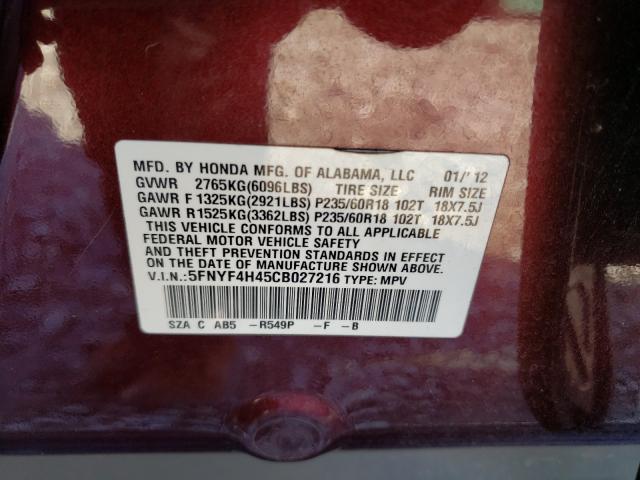 MFD. BY HONDA MFG. OF ALABAMA, LLC 01/'12
GVWR 2765KG(6096LBS) TIRE SIZE RIM SIZE
GAWR F 1325KG(2921LBS) P235/60R18 102T 18X7.5J
GAWR R1525KG(3362LBS) P235/60R18 102T 18X7.5J
THIS VEHICLE CONFORMS TO ALL APPLICABLE
FEDERAL MOTOR VEHICLE SAFETY
AND THEFT PREVENTION STANDARDS IN EFFECT
ON THE DATE OF MANUFACTURE SHOWN ABOVE.
V.I.N.:5FNYF4H45CB027216 TYPE: MPV
SZA C AB5 -R549P -F -B